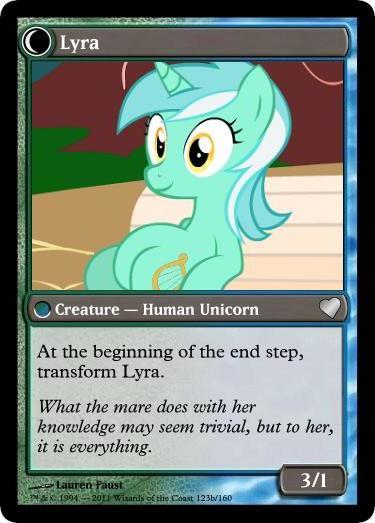 Lyra
Creature — Human Unicorn
At the beginning of the end step,
transform Lyra.
What the mare does with her
knowledge may seem trivial, but to her,
it is everything.
Lauren Faust
3/1
™ & © 1994 — 2011 Wizards of the Coast 123b/160